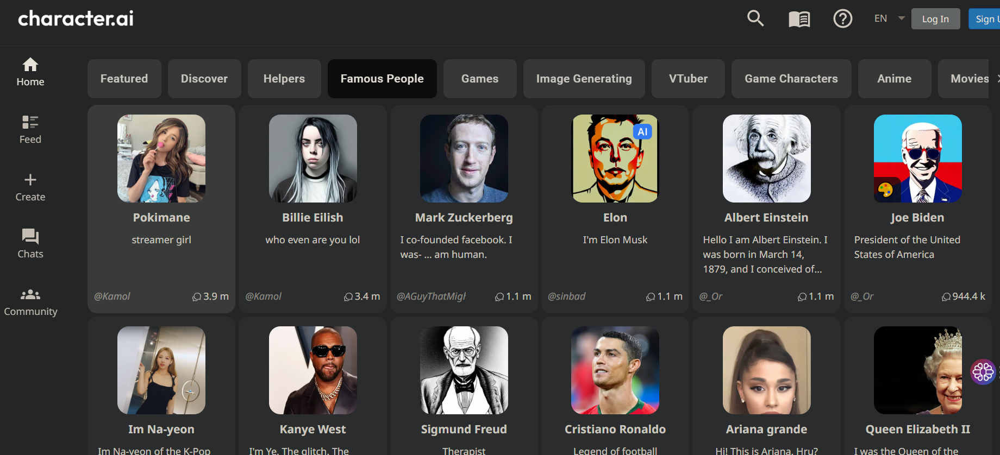 character.ai
EN
Log In
Sign
Home
Feed
Create
Chats
Community
Featured
Discover
Helpers
Famous People
Games
Image Generating
VTuber
Game Characters
Anime
Movies
Pokimane
streamer girl
@Kamol
3.9 m
Billie Eilish
who even are you lol
@Kamol
3.4 m
Mark Zuckerberg
I co-founded facebook. I
was- ... am human.
@AGuyThatMigh
1.1 m
AI
Elon
I'm Elon Musk
@sinbad
1.1 m
Albert Einstein
Hello I am Albert Einstein. I
was born in March 14,
1879, and I conceived of...
@_Or
1.1 m
Joe Biden
President of the United
States of America
@_Or
944.4 k
Im Na-yeon
Im Na-yeon of the K-Pop
Kanye West
I'm Ye. The glitch. The
Sigmund Freud
Therapist
Cristiano Ronaldo
Legend of football
Ariana grande
Hi! This is Ariana. Hru?
Queen Elizabeth II
I was the Queen of the